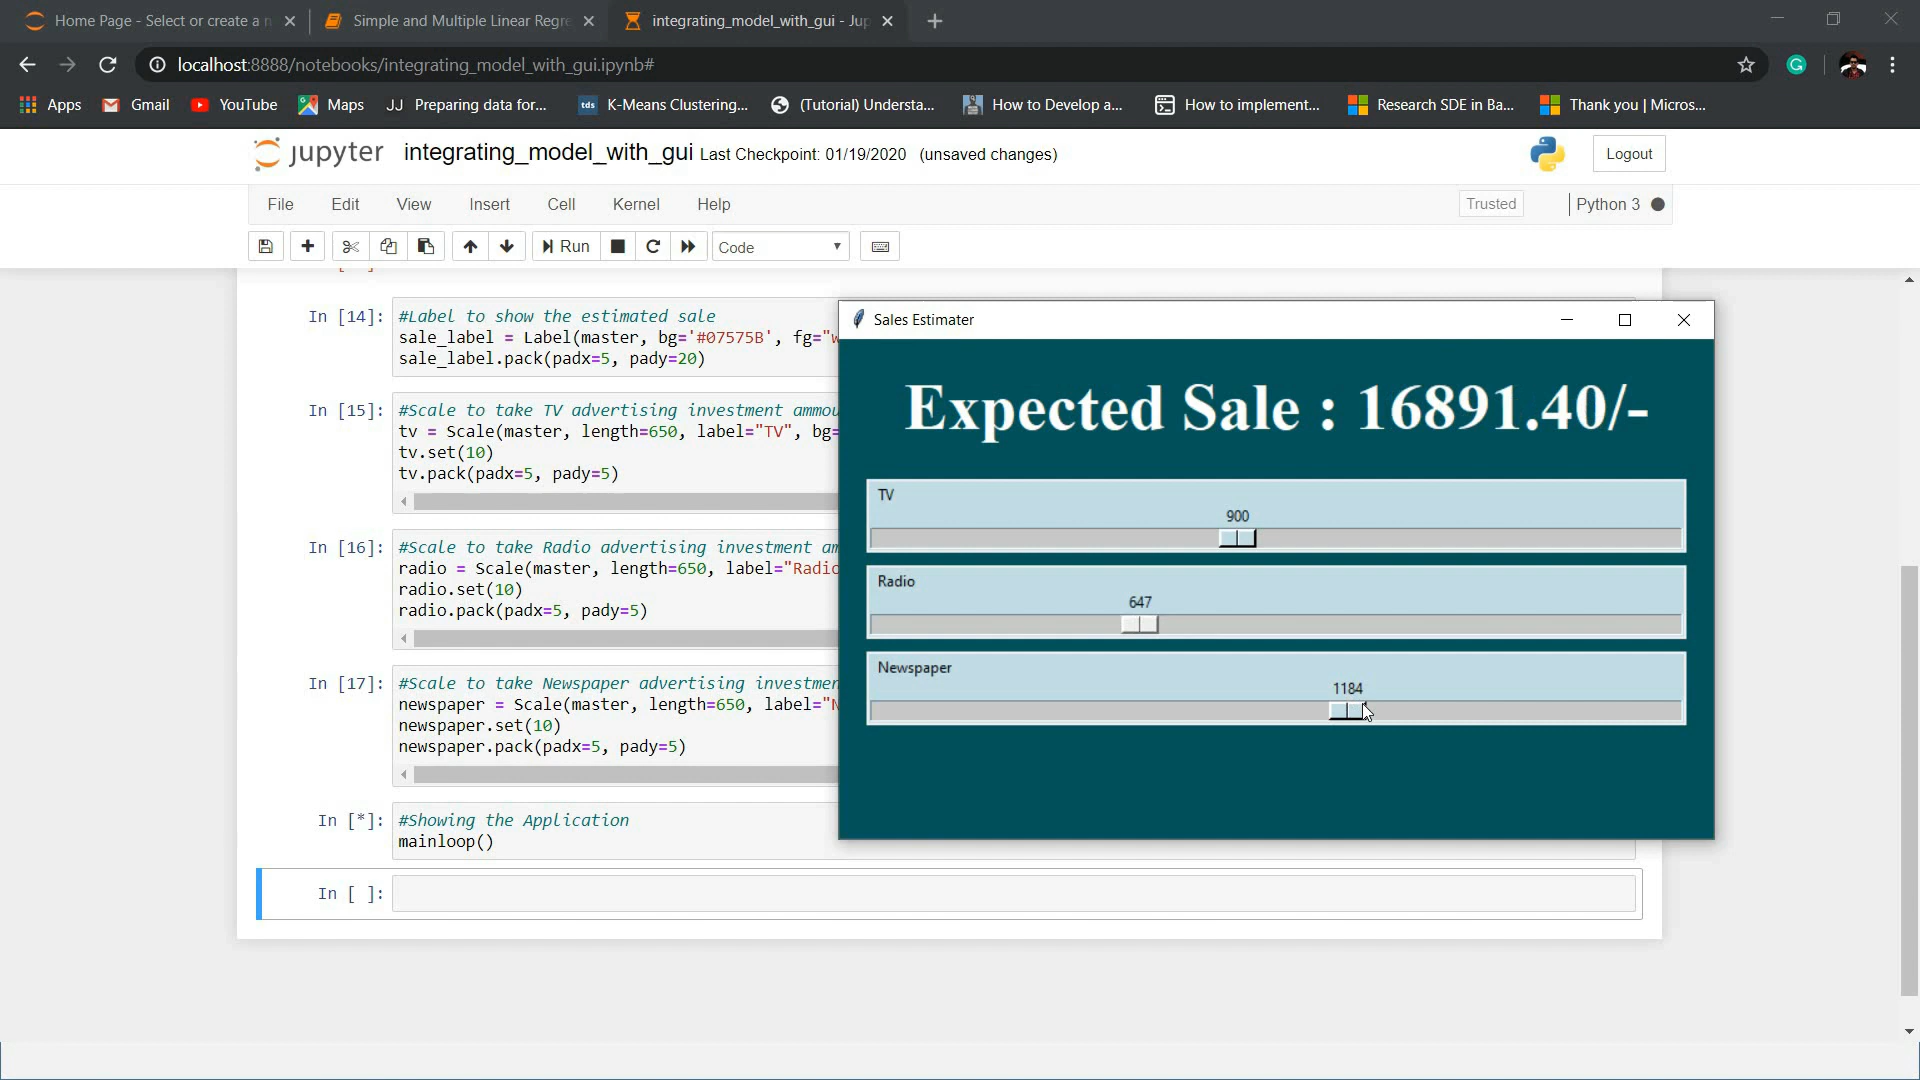 Home Page - Select or create a n
Simple and Multiple Linear Regre
integrating_model_with_gui - Jup
localhost:8888/notebooks/integrating_model_with_gui.ipynb#
Apps
Gmail
YouTube
Maps
JJ Preparing data for...
tds K-Means Clustering...
(Tutorial) Understa...
How to Develop a...
How to implement...
Research SDE in Ba...
Thank you | Micros...
jupyter integrating_model_with_gui Last Checkpoint: 01/19/2020 (unsaved changes)
Logout
File Edit View Insert Cell Kernel Help
Trusted
Python 3
Run
Code
In [14]: #Label to show the estimated sale
sale_label = Label(master, bg='#07575B', fg="w
sale_label.pack(padx=5, pady=20)
In [15]: #Scale to take TV advertising investment ammou
tv = Scale(master, length=650, label="TV", bg=
tv.set(10)
tv.pack(padx=5, pady=5)
In [16]: #Scale to take Radio advertising investment am
radio = Scale(master, length=650, label="Radio
radio.set(10)
radio.pack(padx=5, pady=5)
In [17]: #Scale to take Newspaper advertising investmen
newspaper = Scale(master, length=650, label="N
newspaper.set(10)
newspaper.pack(padx=5, pady=5)
In [*]: #Showing the Application
mainloop()
In [ ]:
Sales Estimater
Expected Sale : 16891.40/-
TV
900
Radio
647
Newspaper
1184